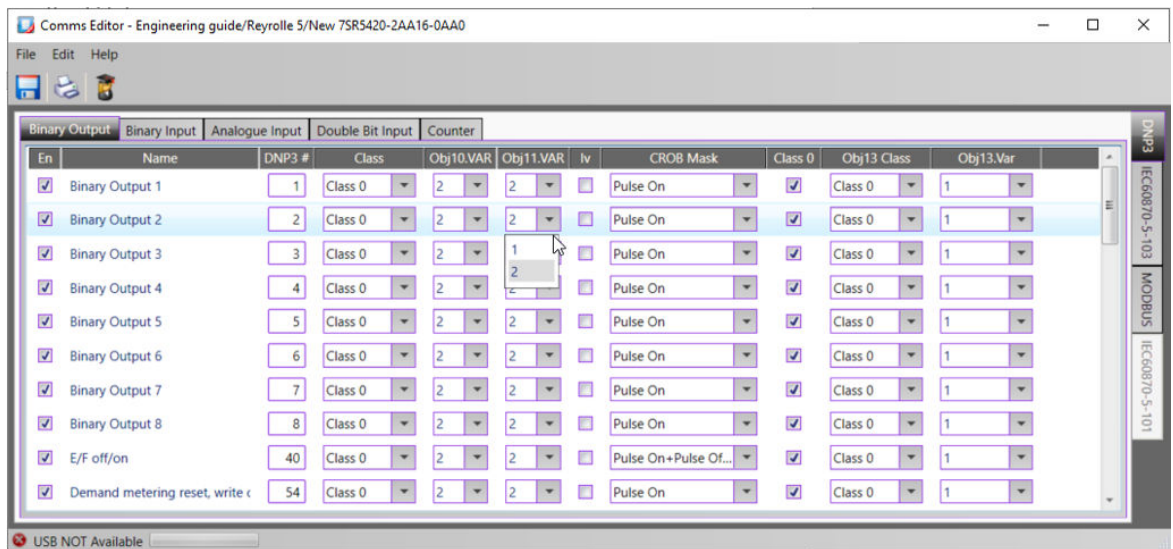 Comms Editor - Engineering guide/Reyrolle 5/New 7SR5420-2AA16-0AA0
File Edit Help
Binary Output Binary Input Analogue Input Double Bit Input Counter
En Name DNP3 # Class Obj10.VAR Obj11.VAR Iv CROB Mask Class 0 Obj13 Class Obj13.Var
Binary Output 1 1 Class 0 2 2 Pulse On Class 0 1
Binary Output 2 2 Class 0 2 2 Pulse On Class 0 1
Binary Output 3 3 Class 0 2 1 Pulse On Class 0 1
2
Binary Output 4 4 Class 0 2 2 Pulse On Class 0 1
Binary Output 5 5 Class 0 2 2 Pulse On Class 0 1
Binary Output 6 6 Class 0 2 2 Pulse On Class 0 1
Binary Output 7 7 Class 0 2 2 Pulse On Class 0 1
Binary Output 8 8 Class 0 2 2 Pulse On Class 0 1
E/F off/on 40 Class 0 2 2 Pulse On+Pulse Of... Class 0 1
Demand metering reset, write 54 Class 0 2 2 Pulse On Class 0 1
DNP3
IEC60870-5-103
MODBUS
IEC60870-5-101
USB NOT Available